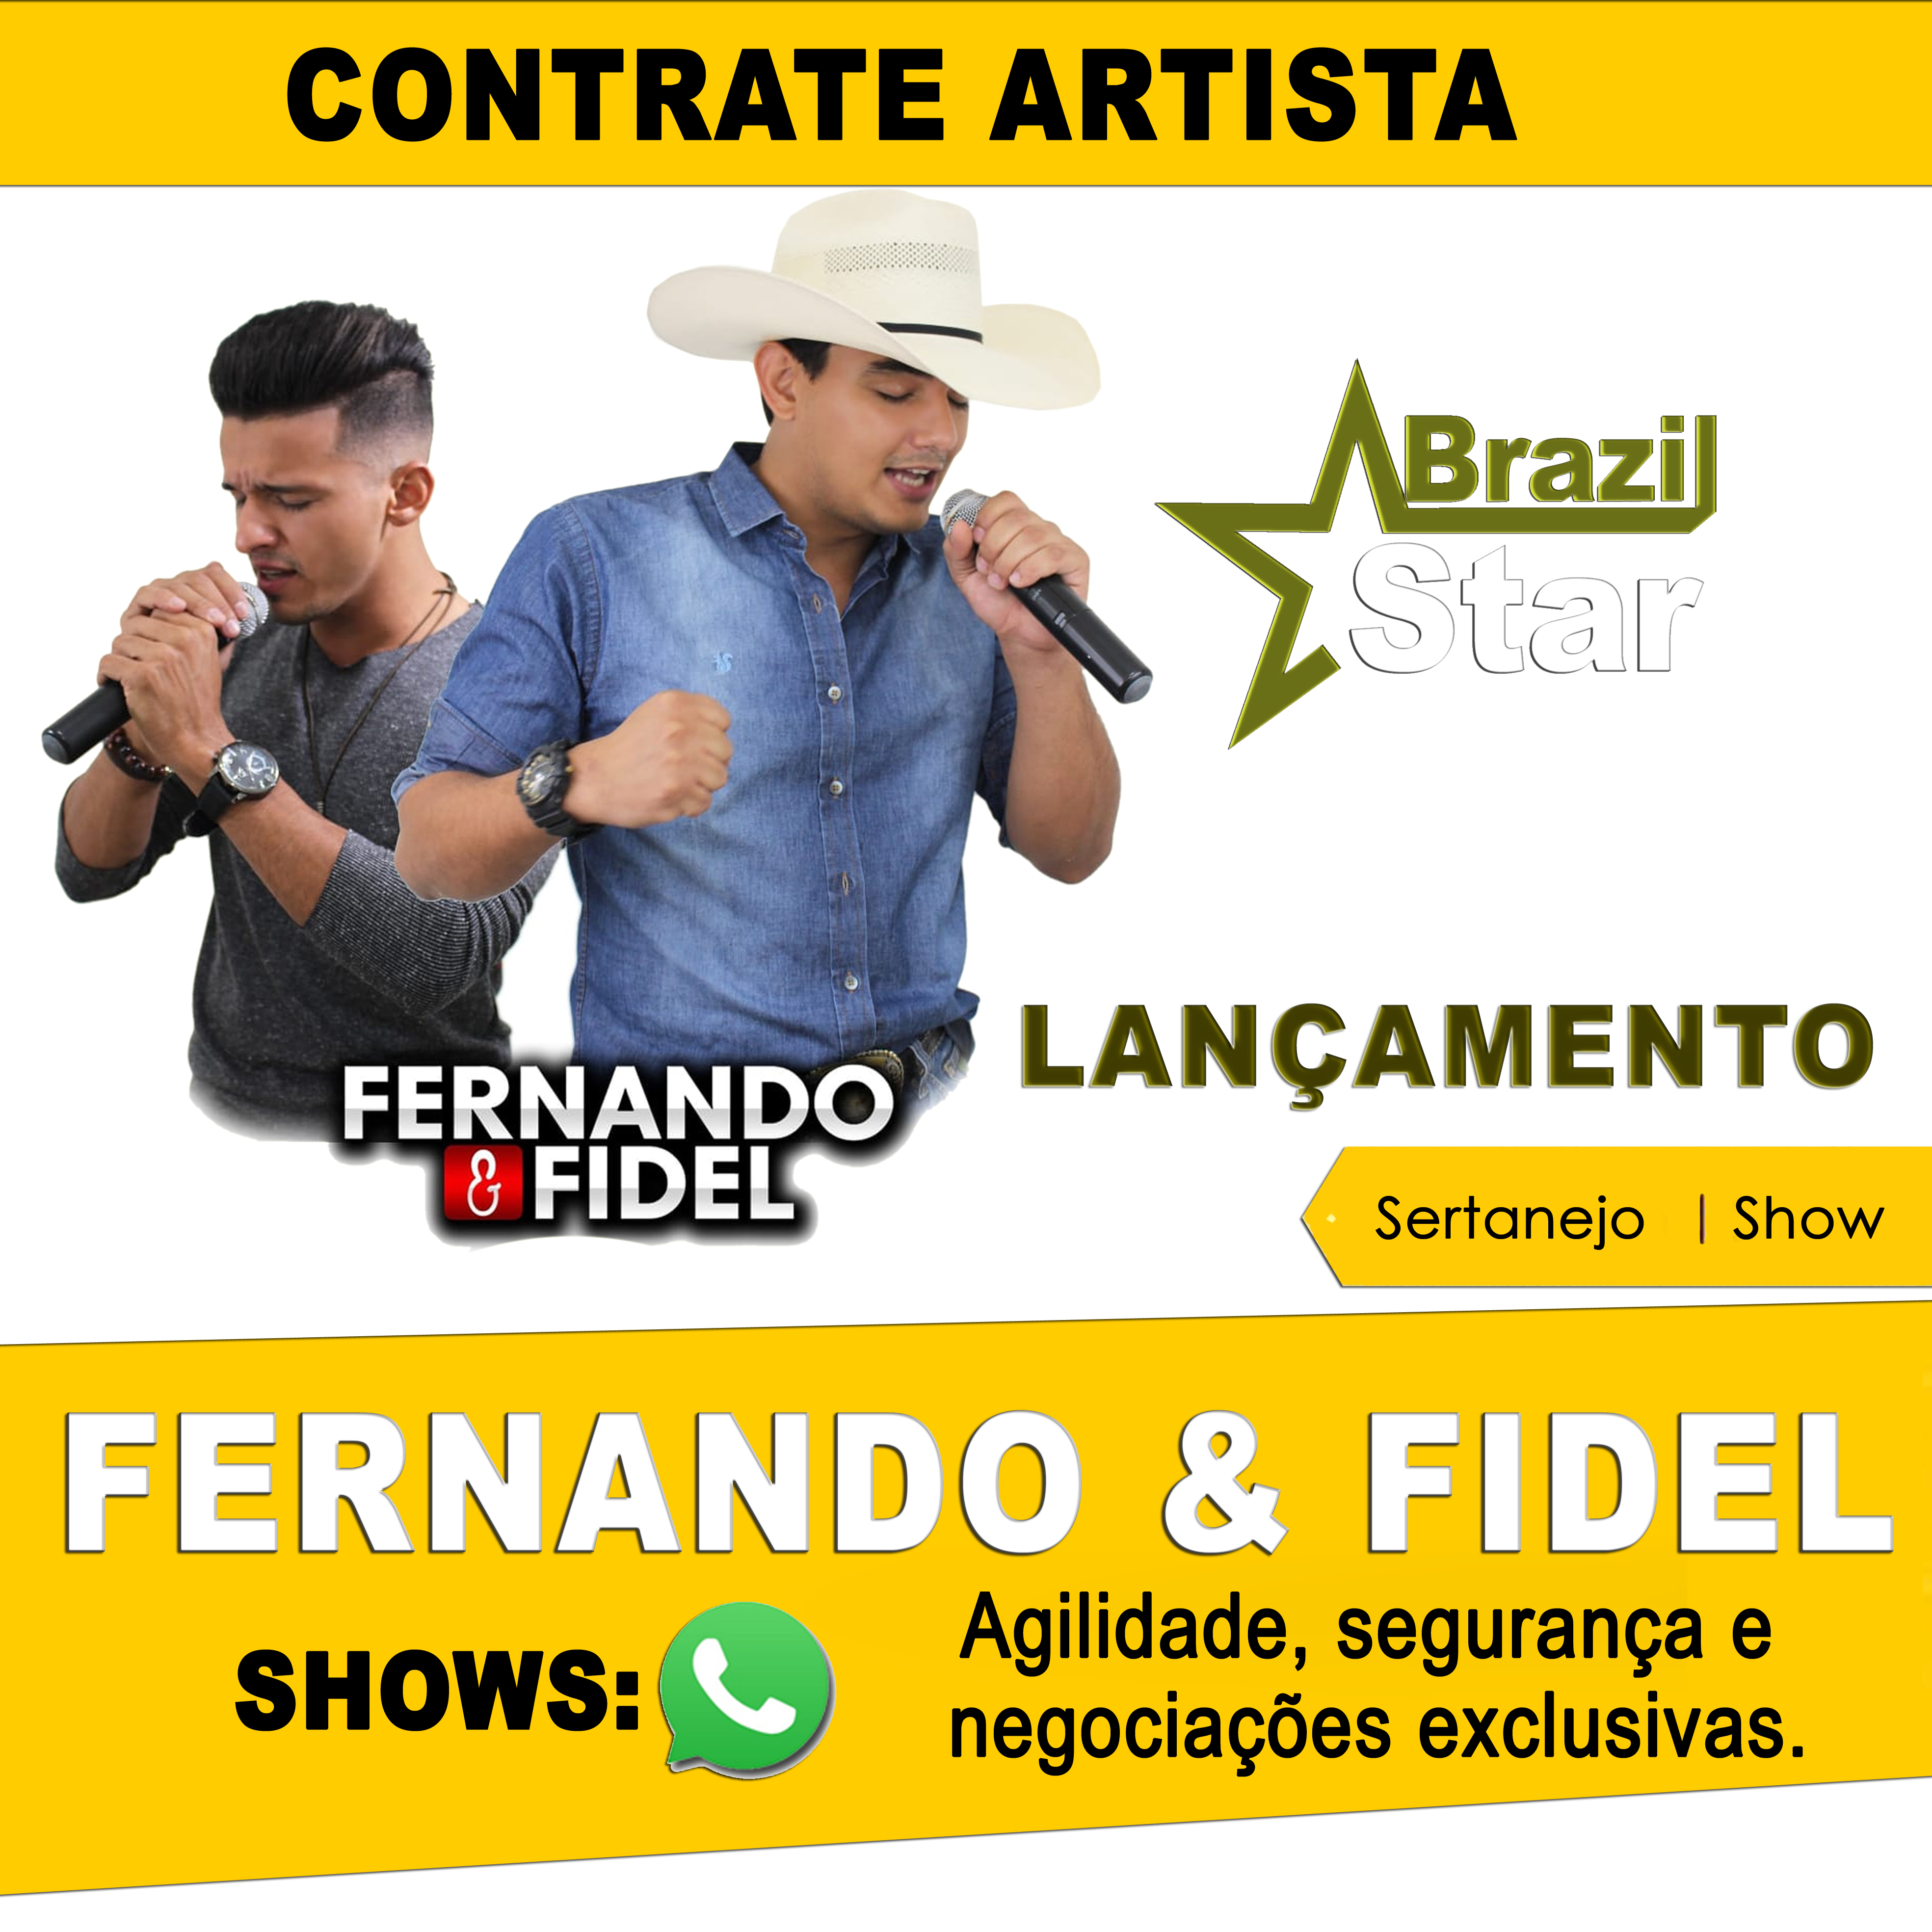 CONTRATE ARTISTA
Brazil
Star
LANÇAMENTO
FERNANDO
& FIDEL
Sertanejo | Show
FERNANDO & FIDEL
SHOWS:
Agilidade, segurança e
negociações exclusivas.